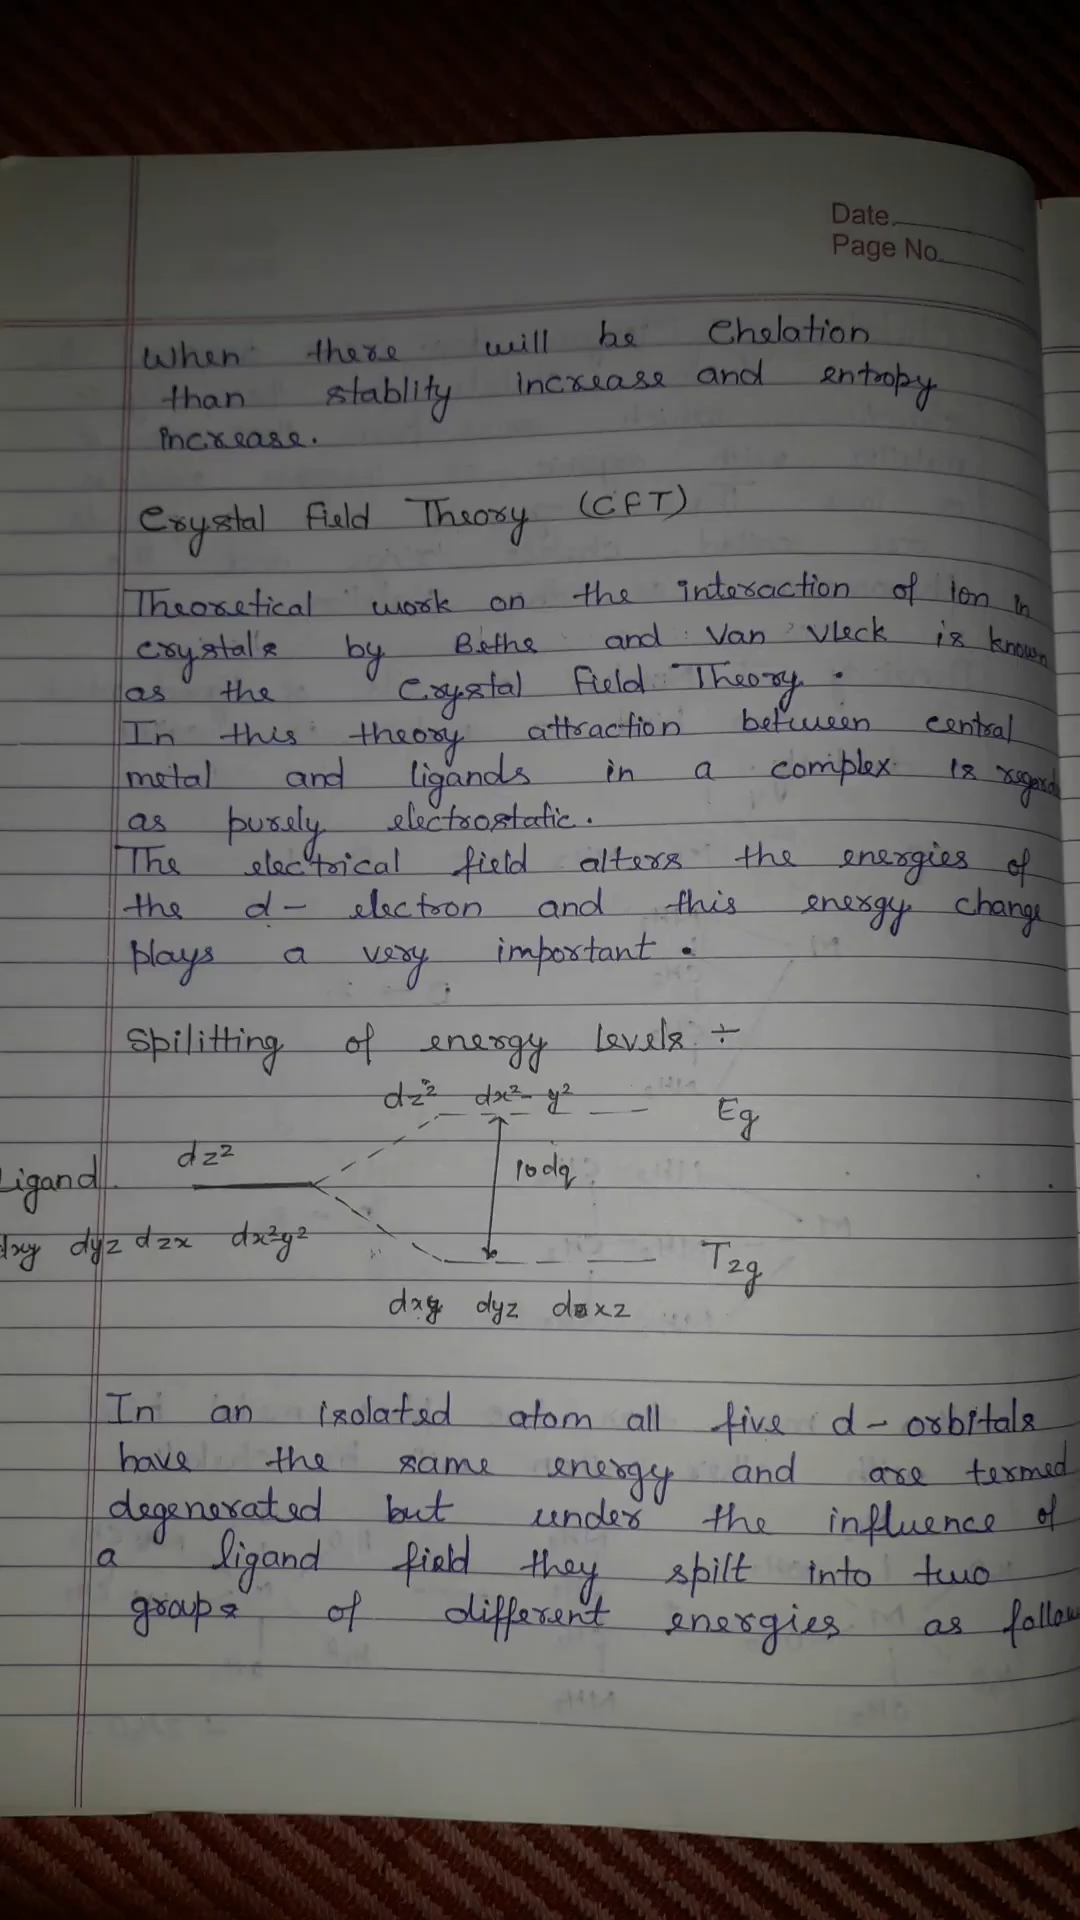 Date
Page No.
When there will be Chelation
than stablity increase and entropy
increase.
Crystal Field Theory (CFT)
Theoretical work on the interaction of Ion in
crystals by Bethe and Van Vleck is known
as the Crystal Field Theory.
In this theory attraction between central
metal and ligands in a complex is regard
as purely electrostatic.
The electrical field alters the energies of
the d- electron and this energy change
plays a very important.
Spilitting of energy levels ÷
dz² dx²-y² Eg
dz²
Ligand
10dq
dxy dyz dzx dx²y²
T2g
dxy dyz dxz
In an isolated atom all five d- orbitals
have the same energy and are termed
degenerated but under the influence of
a ligand field they spilt into two
groups of different energies as follow